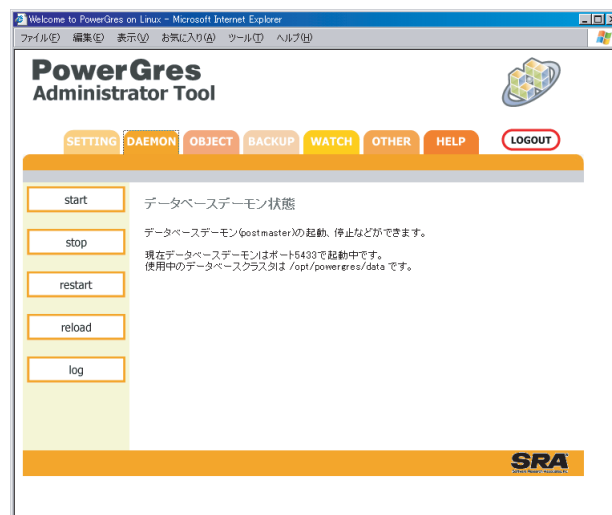 Welcome to PowerGres on Linux - Microsoft Internet Explorer
ファイル(F) 編集(E) 表示(V) お気に入り(A) ツール(T) ヘルプ(H)
PowerGres
Administrator Tool
SETTING DAEMON OBJECT BACKUP WATCH OTHER HELP LOGOUT
start
stop
restart
reload
log
データベースデーモン状態
データベースデーモン(postmaster)の起動、停止などができます。
現在データベースデーモンはポート5433で起動中です。
使用中のデータベースクラスタは /opt/powergres/data です。
SRA